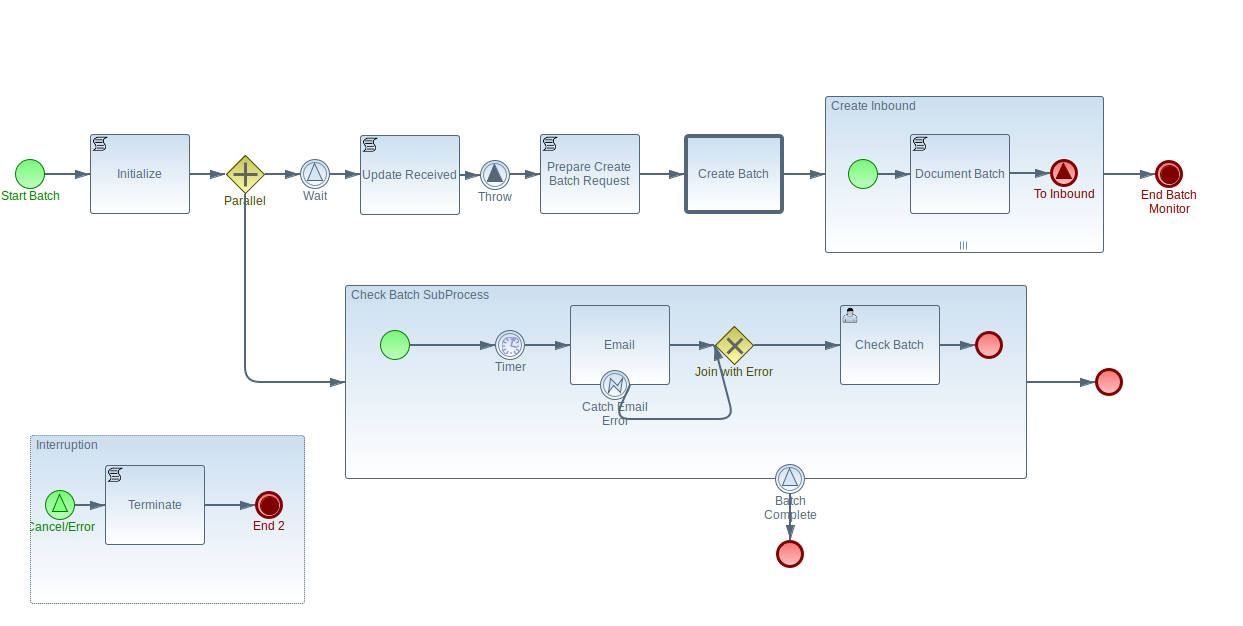 Create Inbound
Initialize
Start Batch
Parallel
Wait
Update Received
Throw
Prepare Create
Batch Request
Create Batch
Document Batch
To Inbound
End Batch
Monitor
Check Batch SubProcess
Timer
Email
Catch Email
Error
Join with Error
Check Batch
Batch
Complete
Interruption
Cancel/Error
Terminate
End 2